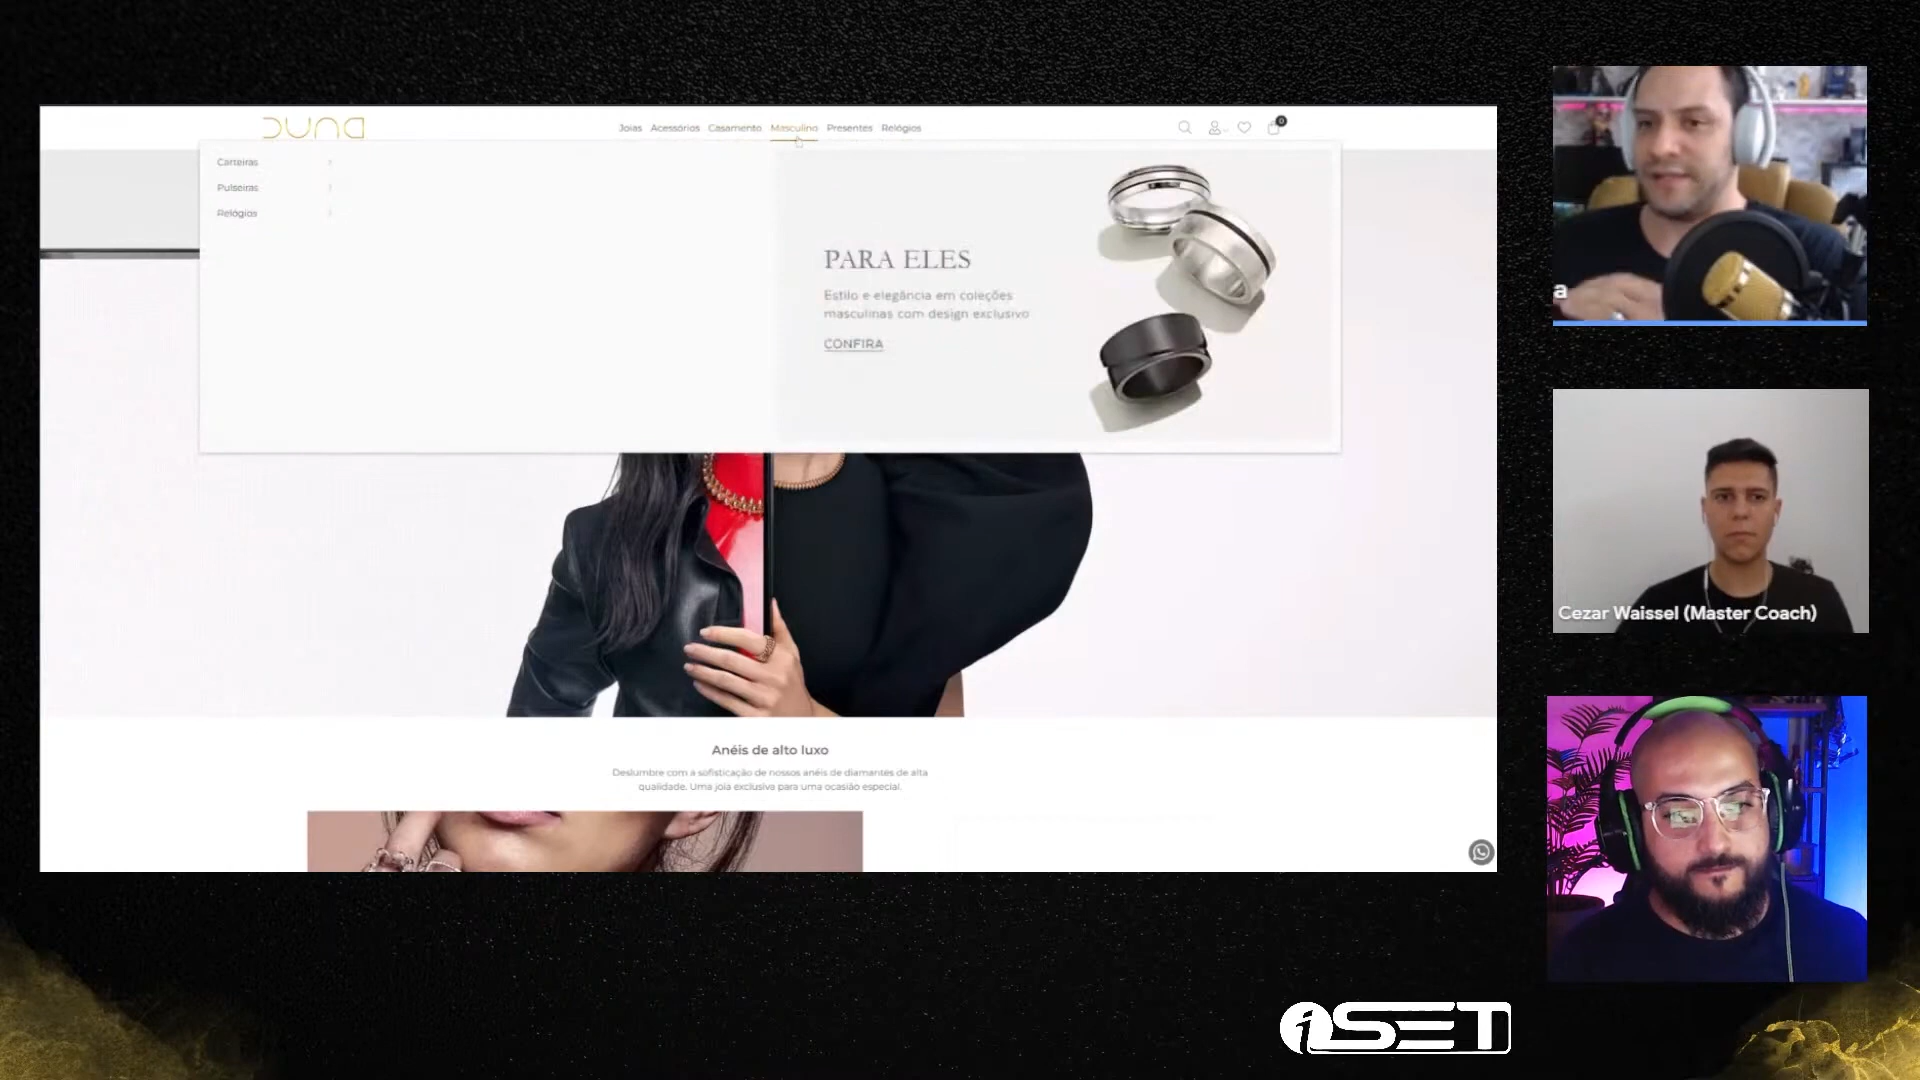 DUNA
Joias Acessórios Casamento Masculino Presentes Relógios
0
Carteiras
Pulseiras
Relógios
PARA ELES
Estilo e elegância em coleções
masculinas com design exclusivo
CONFIRA
Anéis de alto luxo
Deslumbre com a sofisticação de nossos anéis de diamantes de alta
qualidade. Uma joia exclusiva para uma ocasião especial.
a
Cezar Waissel (Master Coach)
iSET